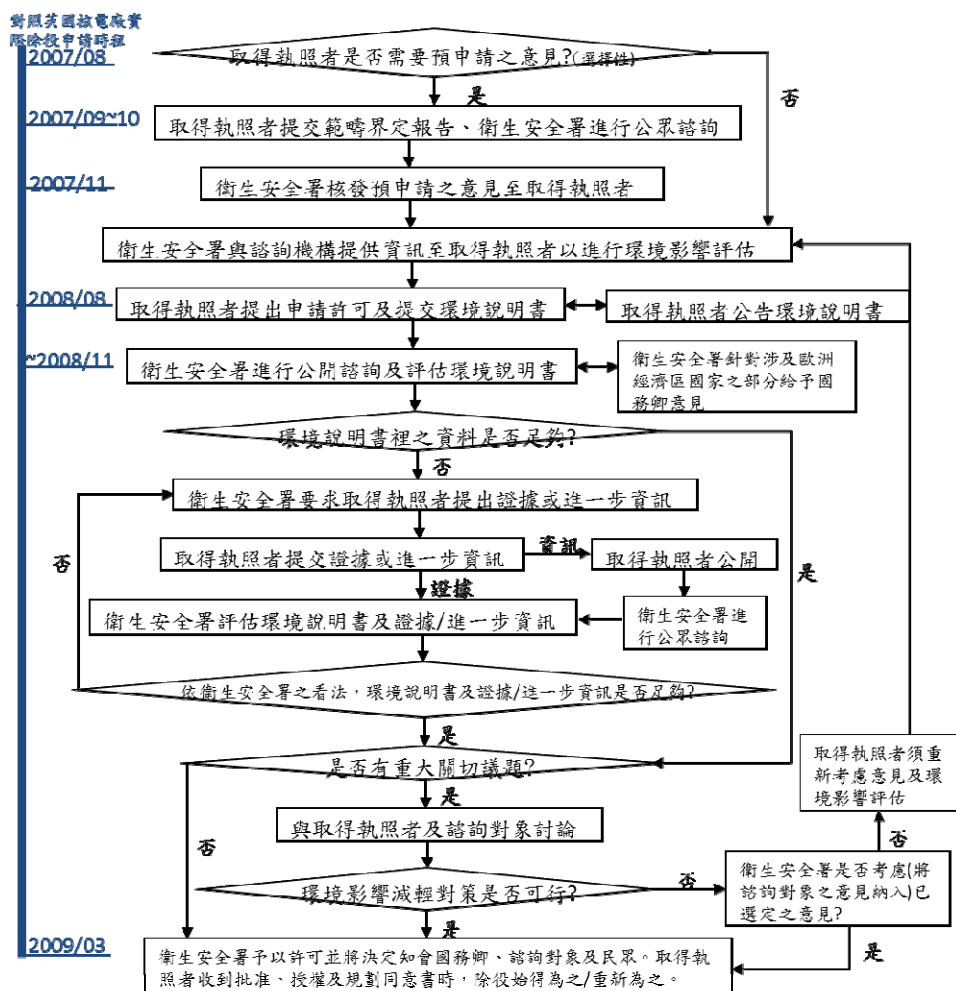 對照英國核電廠實
際除役申請時程
2007/08
取得執照者是否需要預申請之意見?(選擇性)
是
否
2007/09~10
取得執照者提交範疇界定報告、衛生安全署進行公眾諮詢
2007/11
衛生安全署核發預申請之意見至取得執照者
衛生安全署與諮詢機構提供資訊至取得執照者以進行環境影響評估
2008/08
取得執照者提出申請許可及提交環境說明書
取得執照者公告環境說明書
~2008/11
衛生安全署進行公開諮詢及評估環境說明書
衛生安全署針對涉及歐洲
經濟區國家之部分給予國
務卿意見
環境說明書裡之資料是否足夠?
否
衛生安全署要求取得執照者提出證據或進一步資訊
否
取得執照者提交證據或進一步資訊
資訊
取得執照者公開
是
證據
衛生安全署評估環境說明書及證據/進一步資訊
衛生安全署進
行公眾諮詢
依衛生安全署之看法，環境說明書及證據/進一步資訊是否足夠?
是
是否有重大關切議題?
取得執照者須重
新考慮意見及環
境影響評估
是
與取得執照者及諮詢對象討論
否
否
環境影響減輕對策是否可行?
否
衛生安全署是否考慮(將
諮詢對象之意見納入)已
選定之意見?
是
是
2009/03
衛生安全署予以許可並將決定知會國務卿、諮詢對象及民眾。取得執
照者收到批准、授權及規劃同意書時，除役始得為之/重新為之。